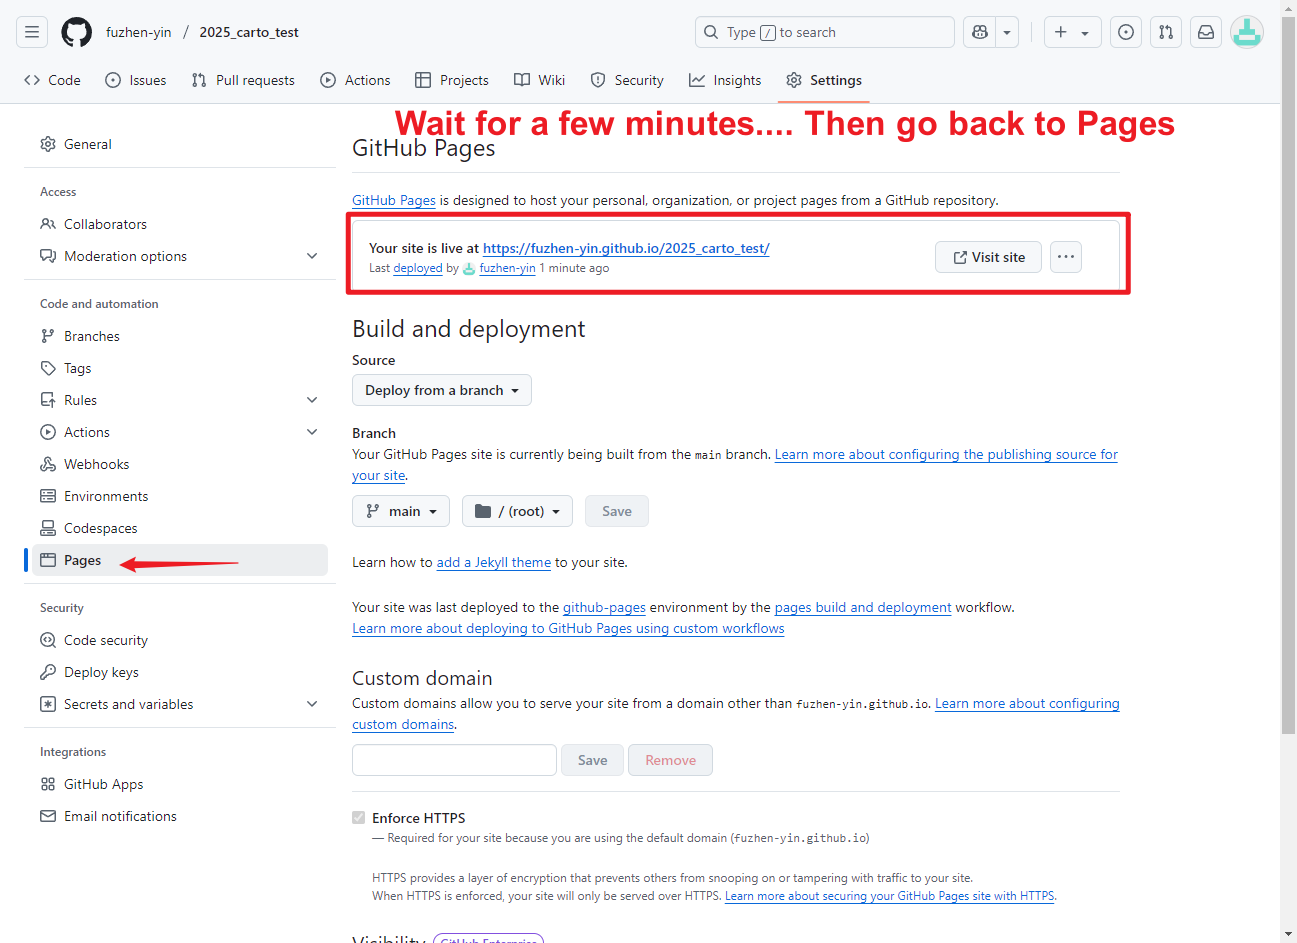 fuzhen-yin / 2025_carto_test
Type / to search
Code Issues Pull requests Actions Projects Wiki Security Insights Settings
Wait for a few minutes.... Then go back to Pages
General
Access
Collaborators
Moderation options
Code and automation
Branches
Tags
Rules
Actions
Webhooks
Environments
Codespaces
Pages
Security
Code security
Deploy keys
Secrets and variables
Integrations
GitHub Apps
Email notifications
GitHub Pages
GitHub Pages is designed to host your personal, organization, or project pages from a GitHub repository.
Your site is live at https://fuzhen-yin.github.io/2025_carto_test/
Last deployed by fuzhen-yin 1 minute ago
Visit site
Build and deployment
Source
Deploy from a branch
Branch
Your GitHub Pages site is currently being built from the main branch. Learn more about configuring the publishing source for
your site.
main / (root) Save
Learn how to add a Jekyll theme to your site.
Your site was last deployed to the github-pages environment by the pages build and deployment workflow.
Learn more about deploying to GitHub Pages using custom workflows
Custom domain
Custom domains allow you to serve your site from a domain other than fuzhen-yin.github.io. Learn more about configuring
custom domains.
Save Remove
Enforce HTTPS
— Required for your site because you are using the default domain (fuzhen-yin.github.io)
HTTPS provides a layer of encryption that prevents others from snooping on or tampering with traffic to your site.
When HTTPS is enforced, your site will only be served over HTTPS. Learn more about securing your GitHub Pages site with HTTPS.
Visibility GitHub Enterprise